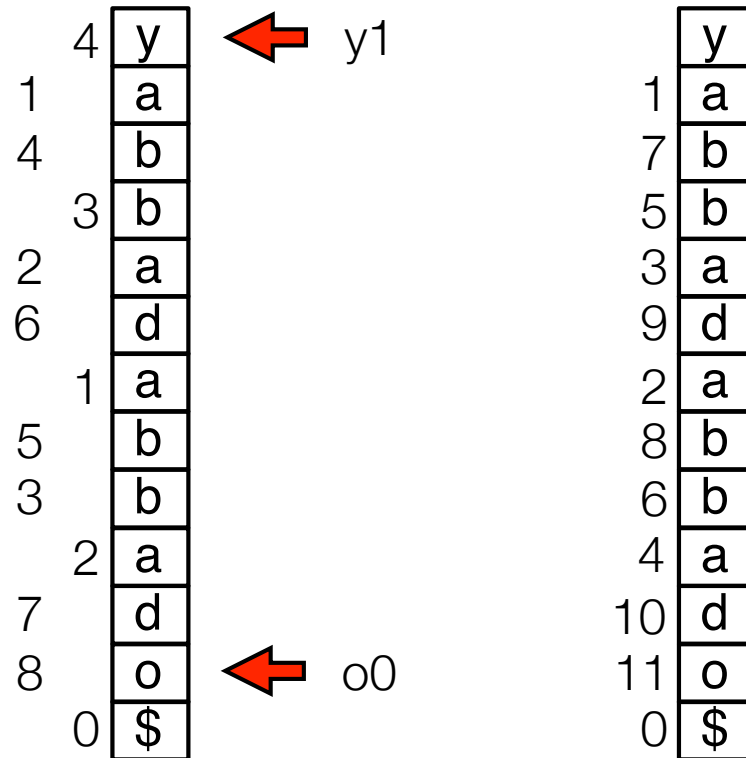 4 y y1 y
1 a 1 a
4 b 7 b
3 b 5 b
2 a 3 a
6 d 9 d
1 a 2 a
5 b 8 b
3 b 6 b
2 a 4 a
7 d 10 d
8 o o0 11 o
0 $ 0 $